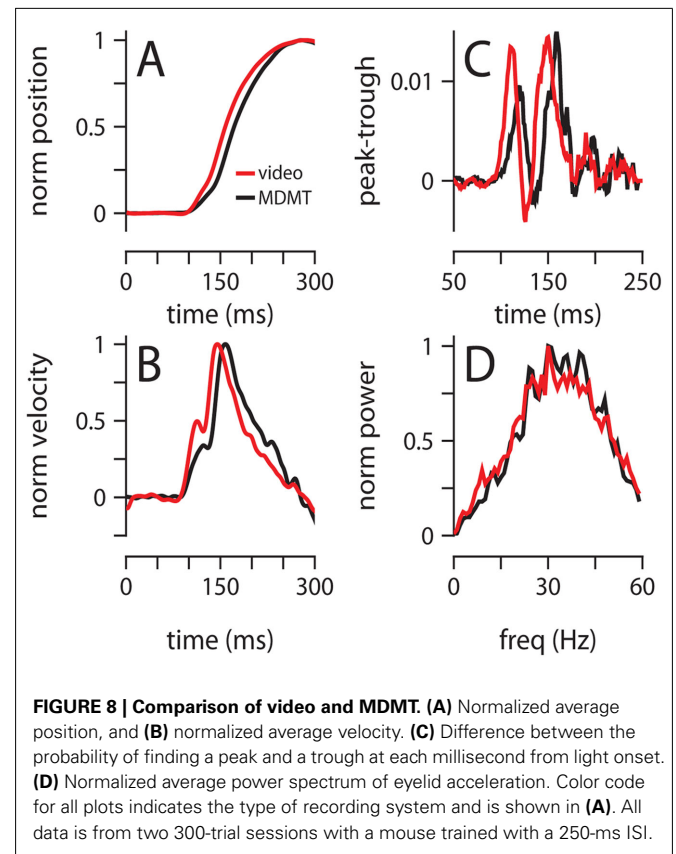 A
norm position
1
0.5
0
video
MDMT
0
150
300
time (ms)
C
peak-trough
0.01
0
50
150
250
time (ms)
B
norm velocity
1
0.5
0
0
150
300
time (ms)
D
norm power
1
0.5
0
0
30
60
freq (Hz)
FIGURE 8 | Comparison of video and MDMT. (A) Normalized average
position, and (B) normalized average velocity. (C) Difference between the
probability of finding a peak and a trough at each millisecond from light onset.
(D) Normalized average power spectrum of eyelid acceleration. Color code
for all plots indicates the type of recording system and is shown in (A). All
data is from two 300-trial sessions with a mouse trained with a 250-ms ISI.